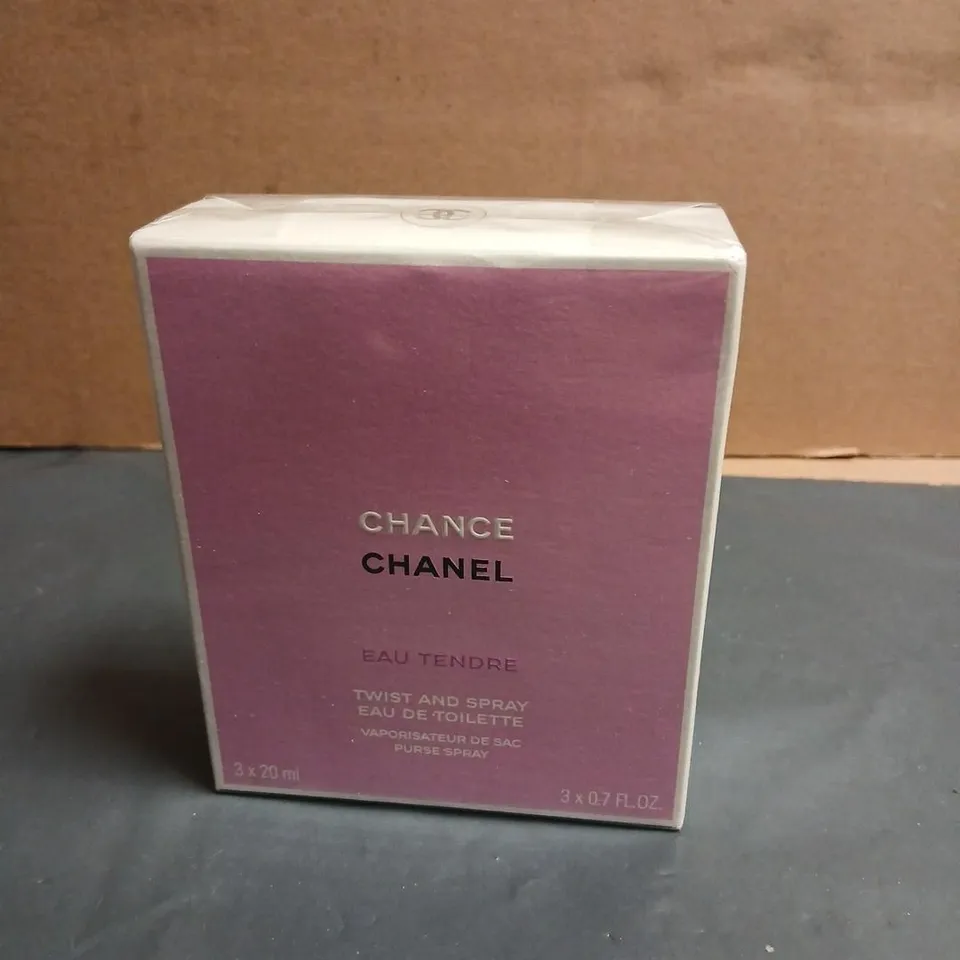 CHANCE
CHANEL
EAU TENDRE
TWIST AND SPRAY
EAU DE TOILETTE
VAPORISATEUR DE SAC
PURSE SPRAY
3 x 20 ml
3 x 0.7 FL.OZ.